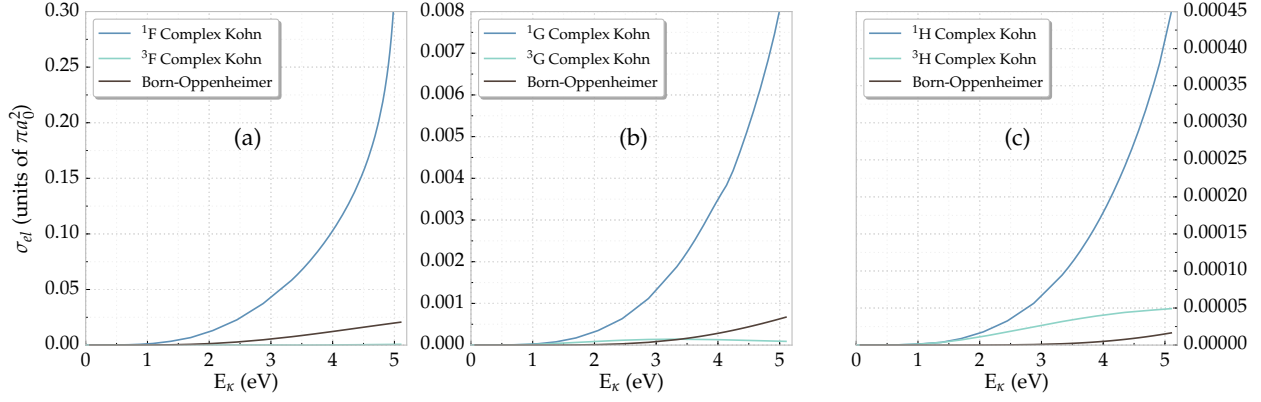 σ_el (units of πa₀²)
0.30
0.25
0.20
0.15
0.10
0.05
0.00
¹F Complex Kohn
³F Complex Kohn
Born-Oppenheimer
(a)
0 1 2 3 4 5
E_κ (eV)
0.008
0.007
0.006
0.005
0.004
0.003
0.002
0.001
0.000
¹G Complex Kohn
³G Complex Kohn
Born-Oppenheimer
(b)
0 1 2 3 4 5
E_κ (eV)
¹H Complex Kohn
³H Complex Kohn
Born-Oppenheimer
(c)
0 1 2 3 4 5
E_κ (eV)
0.00045
0.00040
0.00035
0.00030
0.00025
0.00020
0.00015
0.00010
0.00005
0.00000